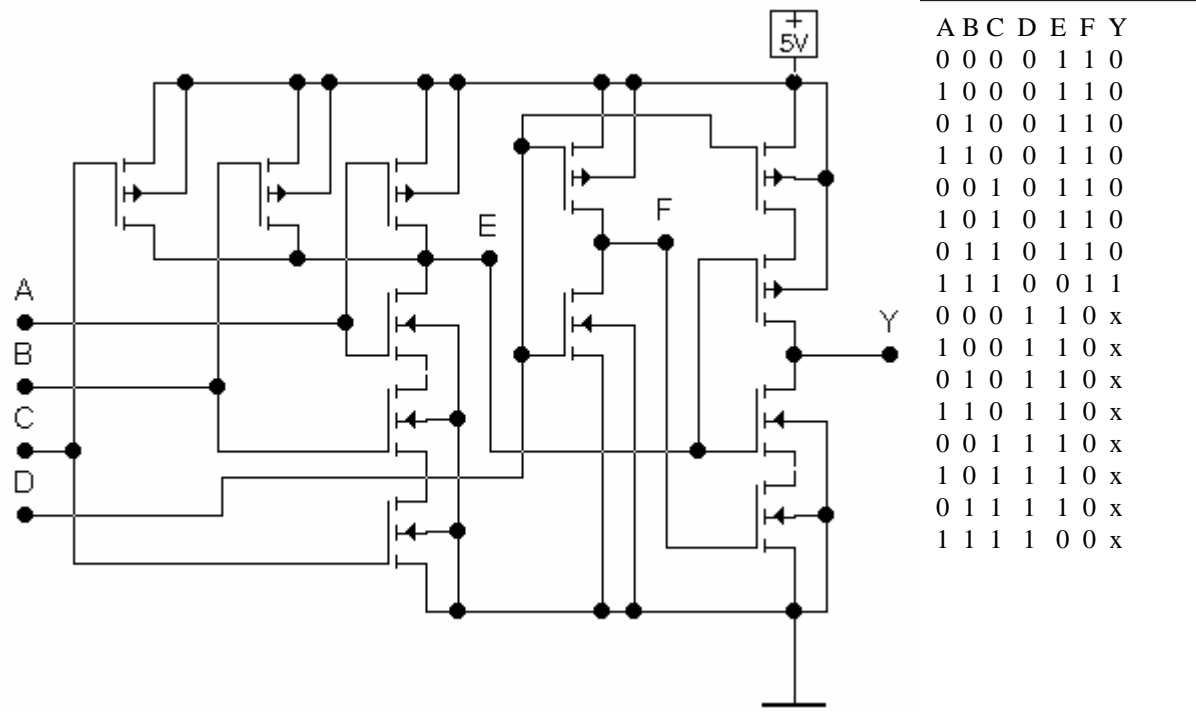 +
5V
E
F
A
B
C
D
Y
A B C D E F Y
0 0 0 0 1 1 0
1 0 0 0 1 1 0
0 1 0 0 1 1 0
1 1 0 0 1 1 0
0 0 1 0 1 1 0
1 0 1 0 1 1 0
0 1 1 0 1 1 0
1 1 1 0 0 1 1
0 0 0 1 1 0 x
1 0 0 1 1 0 x
0 1 0 1 1 0 x
1 1 0 1 1 0 x
0 0 1 1 1 0 x
1 0 1 1 1 0 x
0 1 1 1 1 0 x
1 1 1 1 0 0 x